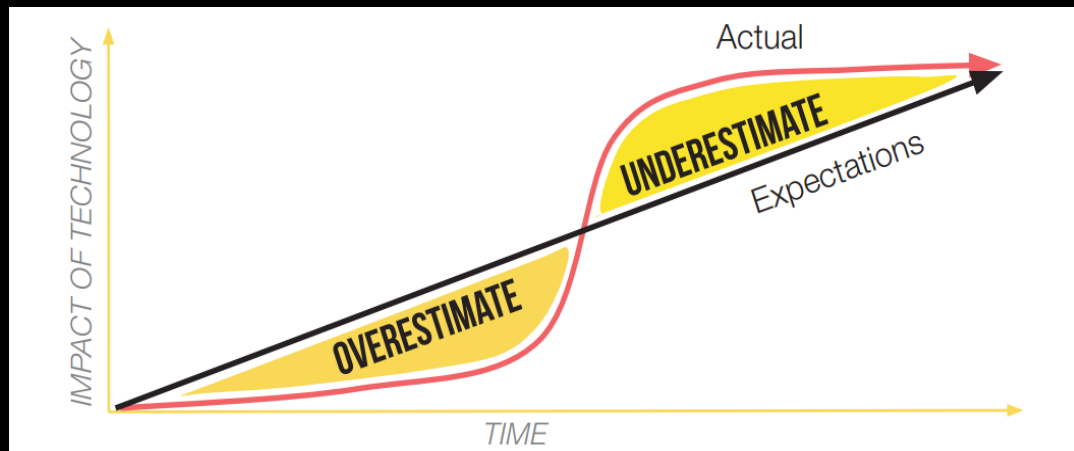 IMPACT OF TECHNOLOGY
Actual
UNDERESTIMATE
Expectations
OVERESTIMATE
TIME